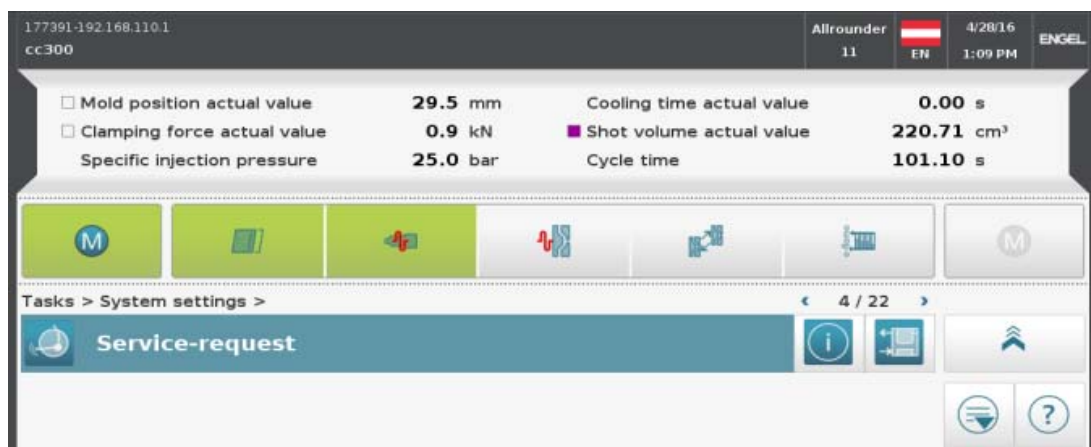 177391-192.168.110.1
cc300
Allrounder
11
EN
4/28/16
1:09 PM
ENGEL
Mold position actual value 29.5 mm Cooling time actual value 0.00 s
Clamping force actual value 0.9 kN Shot volume actual value 220.71 cm³
Specific injection pressure 25.0 bar Cycle time 101.10 s
M
M
Tasks > System settings > ‹ 4 / 22 ›
Service-request
i
?